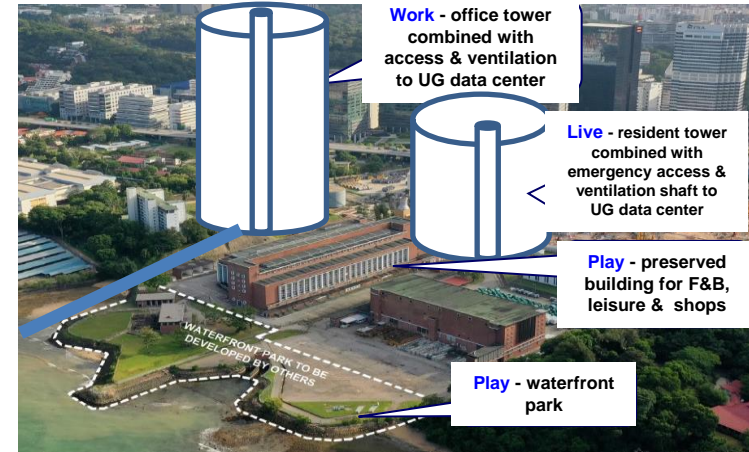 Work - office tower
combined with
access & ventilation
to UG data center
Live - resident tower
combined with
emergency access &
ventilation shaft to
UG data center
Play - preserved
building for F&B,
leisure & shops
WATERFRONT PARK TO BE
DEVELOPED BY OTHERS
Play - waterfront
park